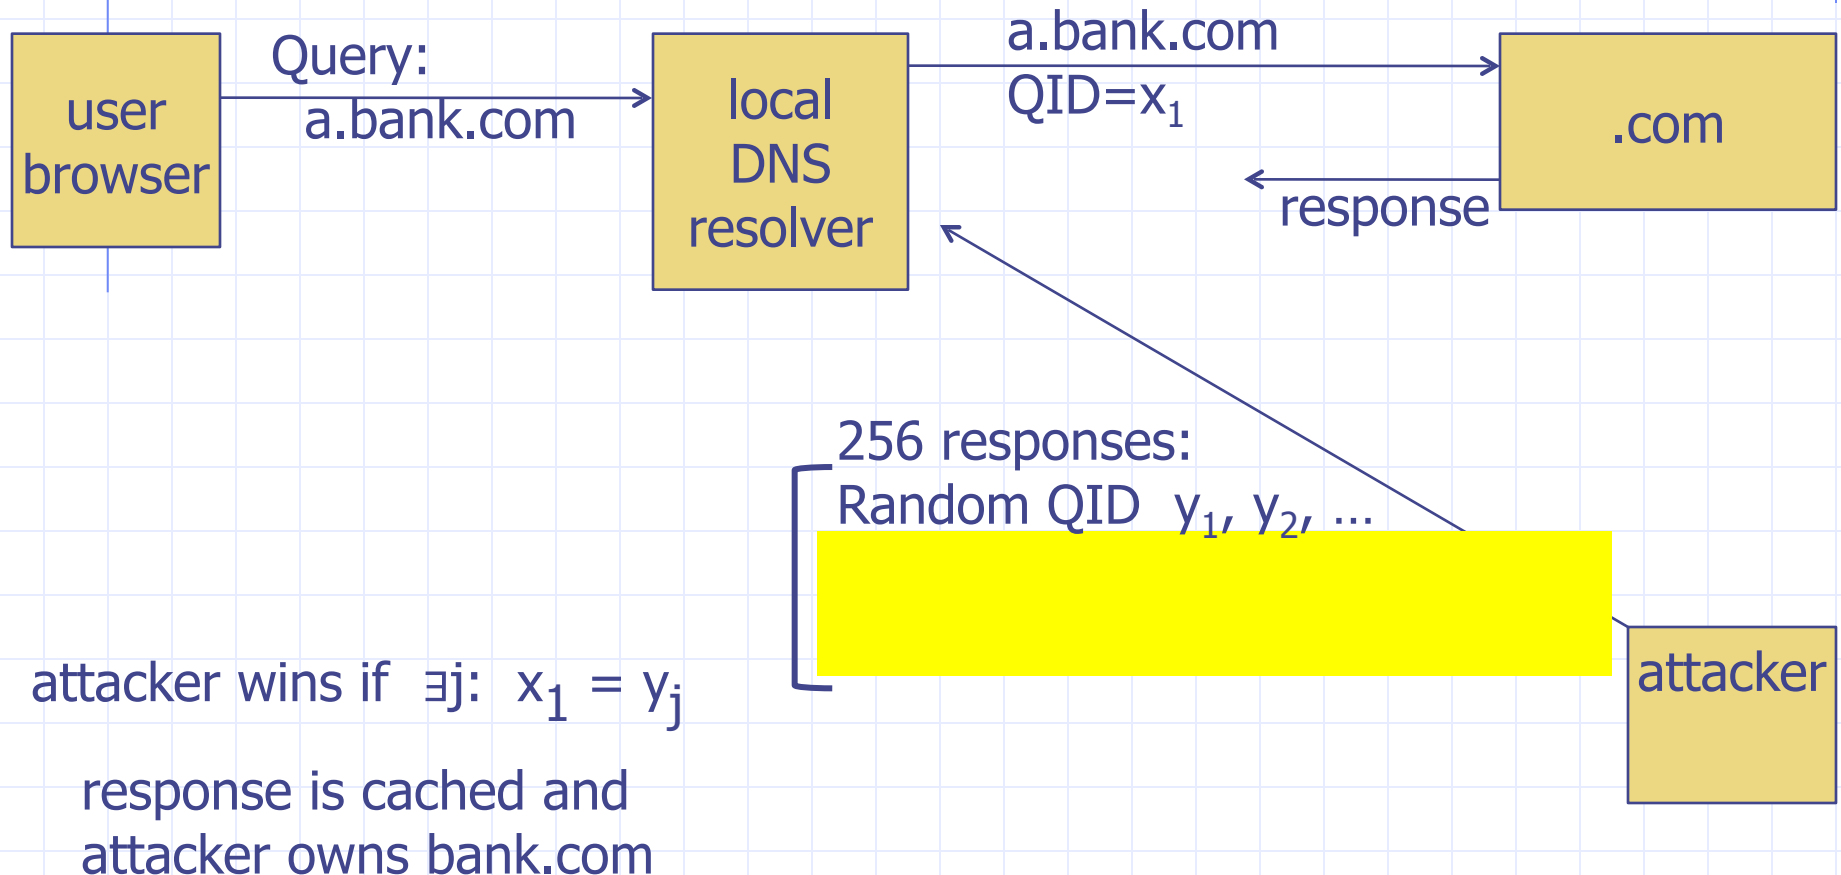 user
browser
Query:
a.bank.com
local
DNS
resolver
a.bank.com
QID=x₁
response
.com
256 responses:
Random QID y₁, y₂, …
attacker
attacker wins if ∃j: x₁ = yⱼ
response is cached and
attacker owns bank.com